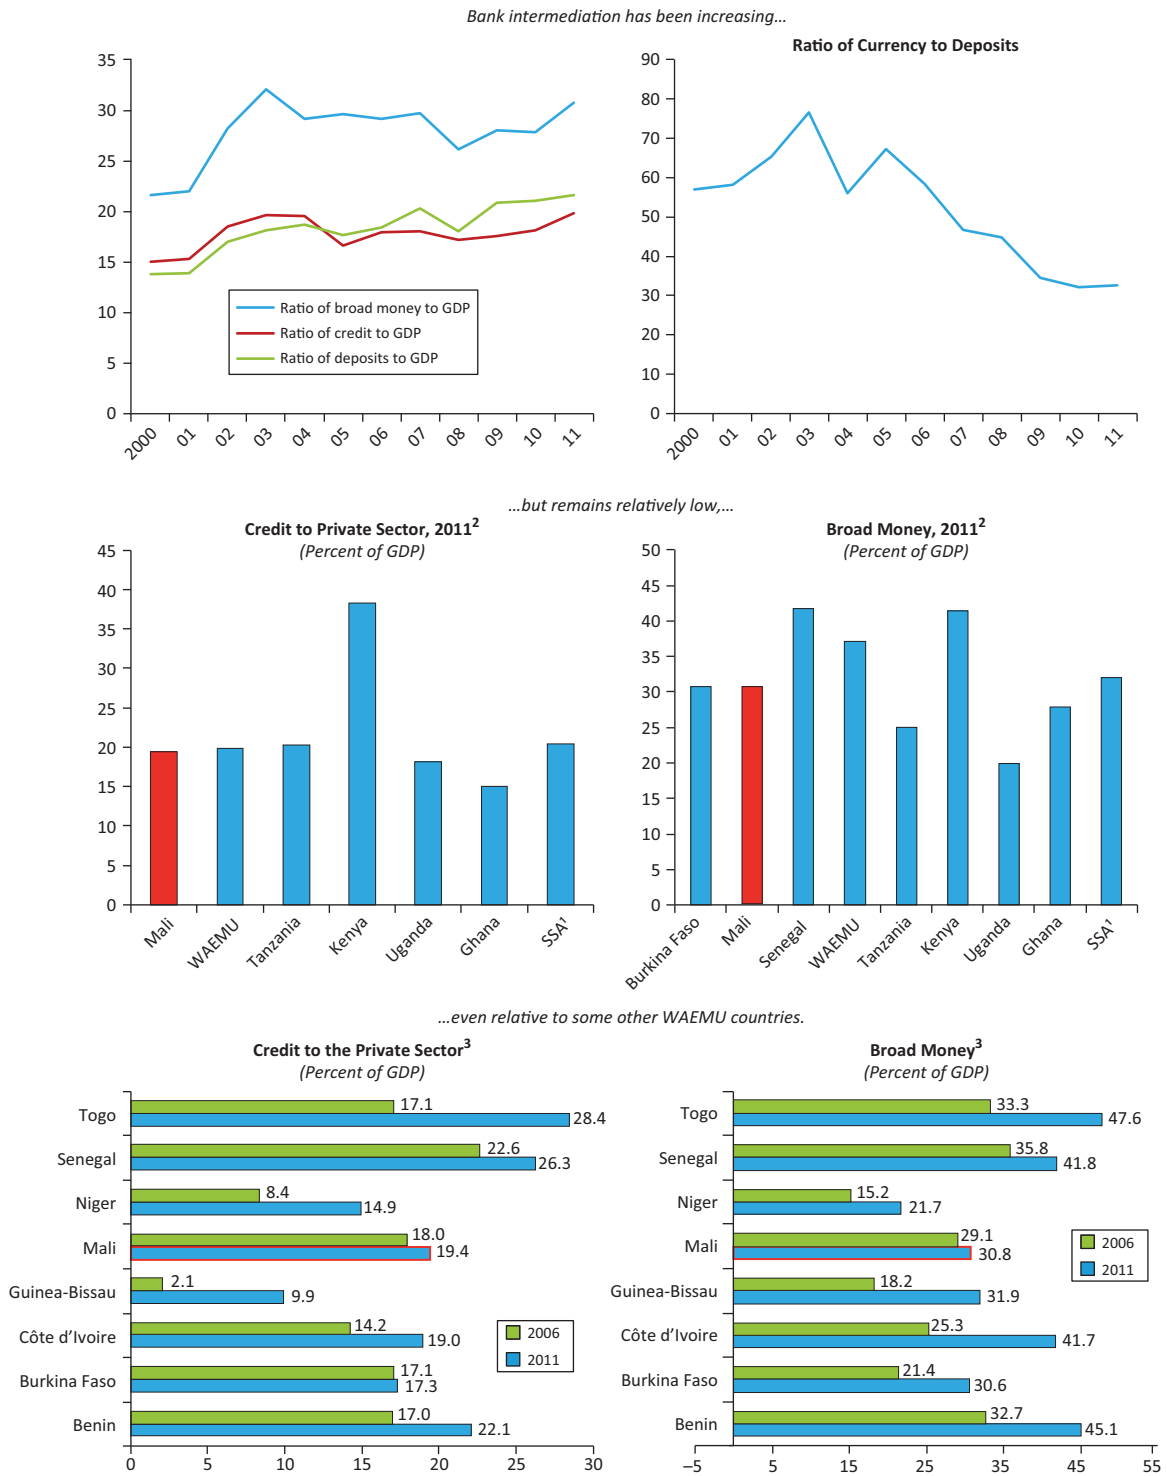 Bank intermediation has been increasing…
35
30
25
20
15
10
5
0
2000
01
02
03
04
05
06
07
08
09
10
11
Ratio of broad money to GDP
Ratio of credit to GDP
Ratio of deposits to GDP
Ratio of Currency to Deposits
90
80
70
60
50
40
30
20
10
0
2000
01
02
03
04
05
06
07
08
09
10
11
…but remains relatively low,…
Credit to Private Sector, 2011²
(Percent of GDP)
45
40
35
30
25
20
15
10
5
0
Mali
WAEMU
Tanzania
Kenya
Uganda
Ghana
SSA¹
Broad Money, 2011²
(Percent of GDP)
50
45
40
35
30
25
20
15
10
5
0
Burkina Faso
Mali
Senegal
WAEMU
Tanzania
Kenya
Uganda
Ghana
SSA¹
…even relative to some other WAEMU countries.
Credit to the Private Sector³
(Percent of GDP)
Togo
17.1
28.4
Senegal
22.6
26.3
Niger
8.4
14.9
Mali
18.0
19.4
Guinea-Bissau
2.1
9.9
Côte d’Ivoire
14.2
19.0
Burkina Faso
17.1
17.3
Benin
17.0
22.1
2006
2011
0
5
10
15
20
25
30
Broad Money³
(Percent of GDP)
Togo
33.3
47.6
Senegal
35.8
41.8
Niger
15.2
21.7
Mali
29.1
30.8
Guinea-Bissau
18.2
31.9
Côte d’Ivoire
25.3
41.7
Burkina Faso
21.4
30.6
Benin
32.7
45.1
2006
2011
–5
5
15
25
35
45
55